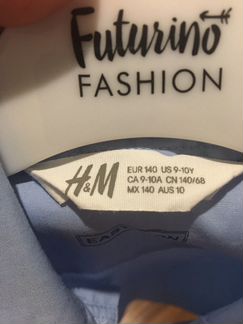 Futurino
FASHION
H&M
EUR 140 US 9-10Y
CA 9-10A CN 140/68
MX 140 AUS 10